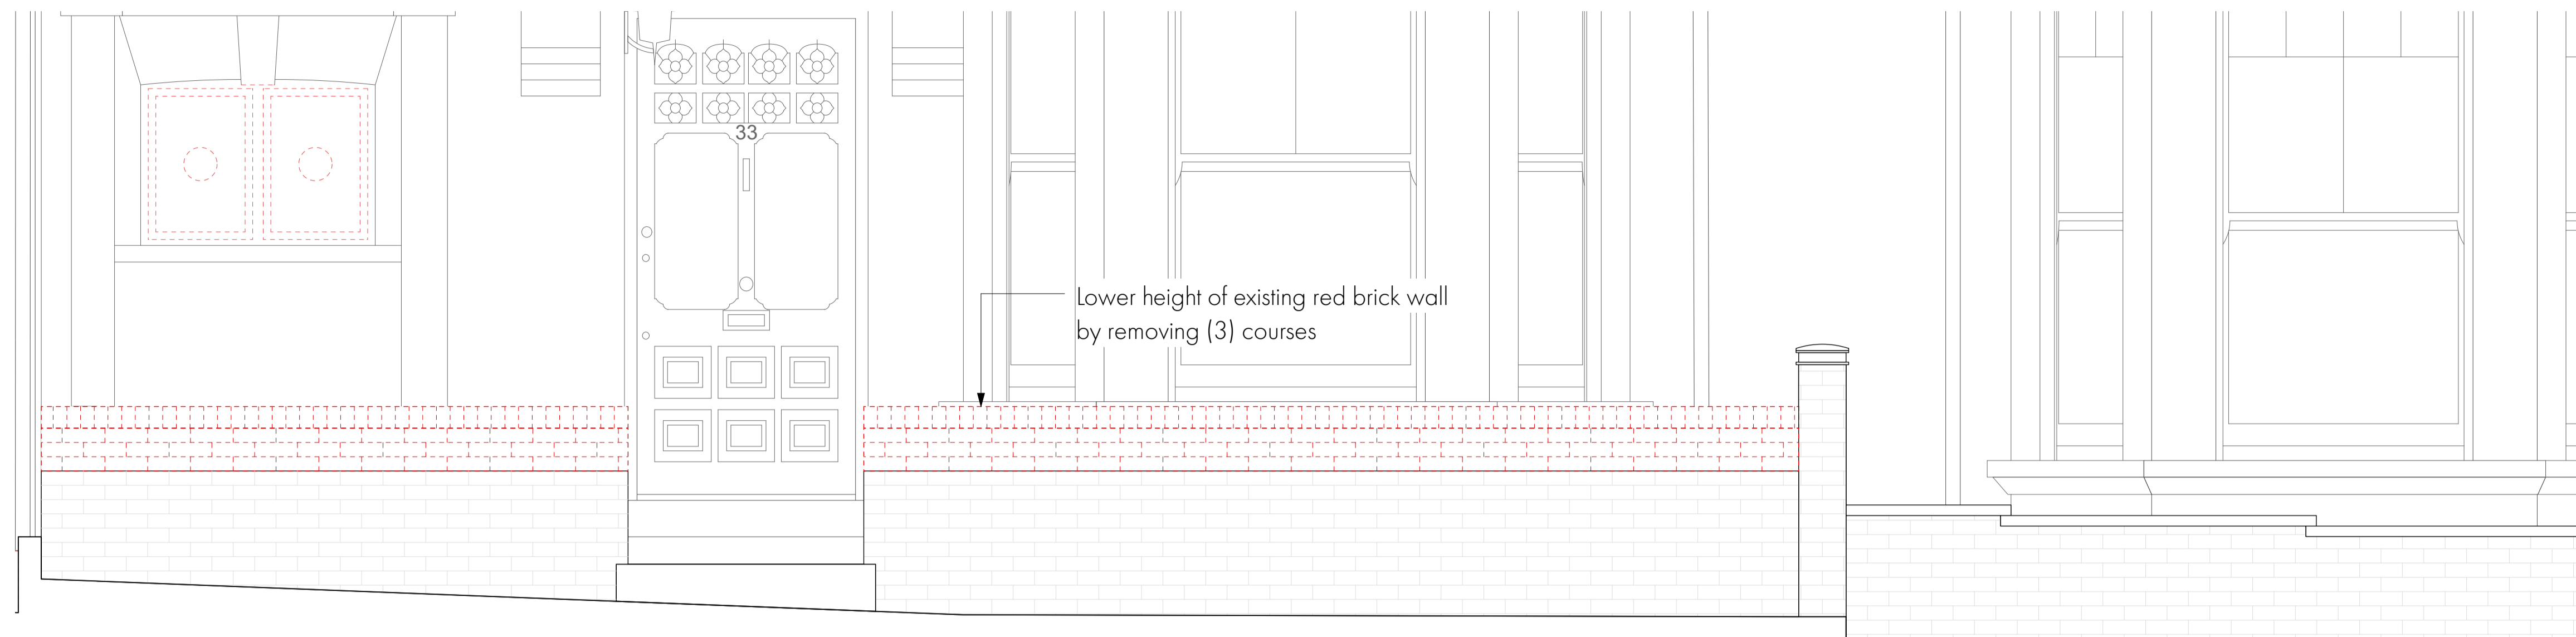 33
Lower height of existing red brick wall
by removing (3) courses